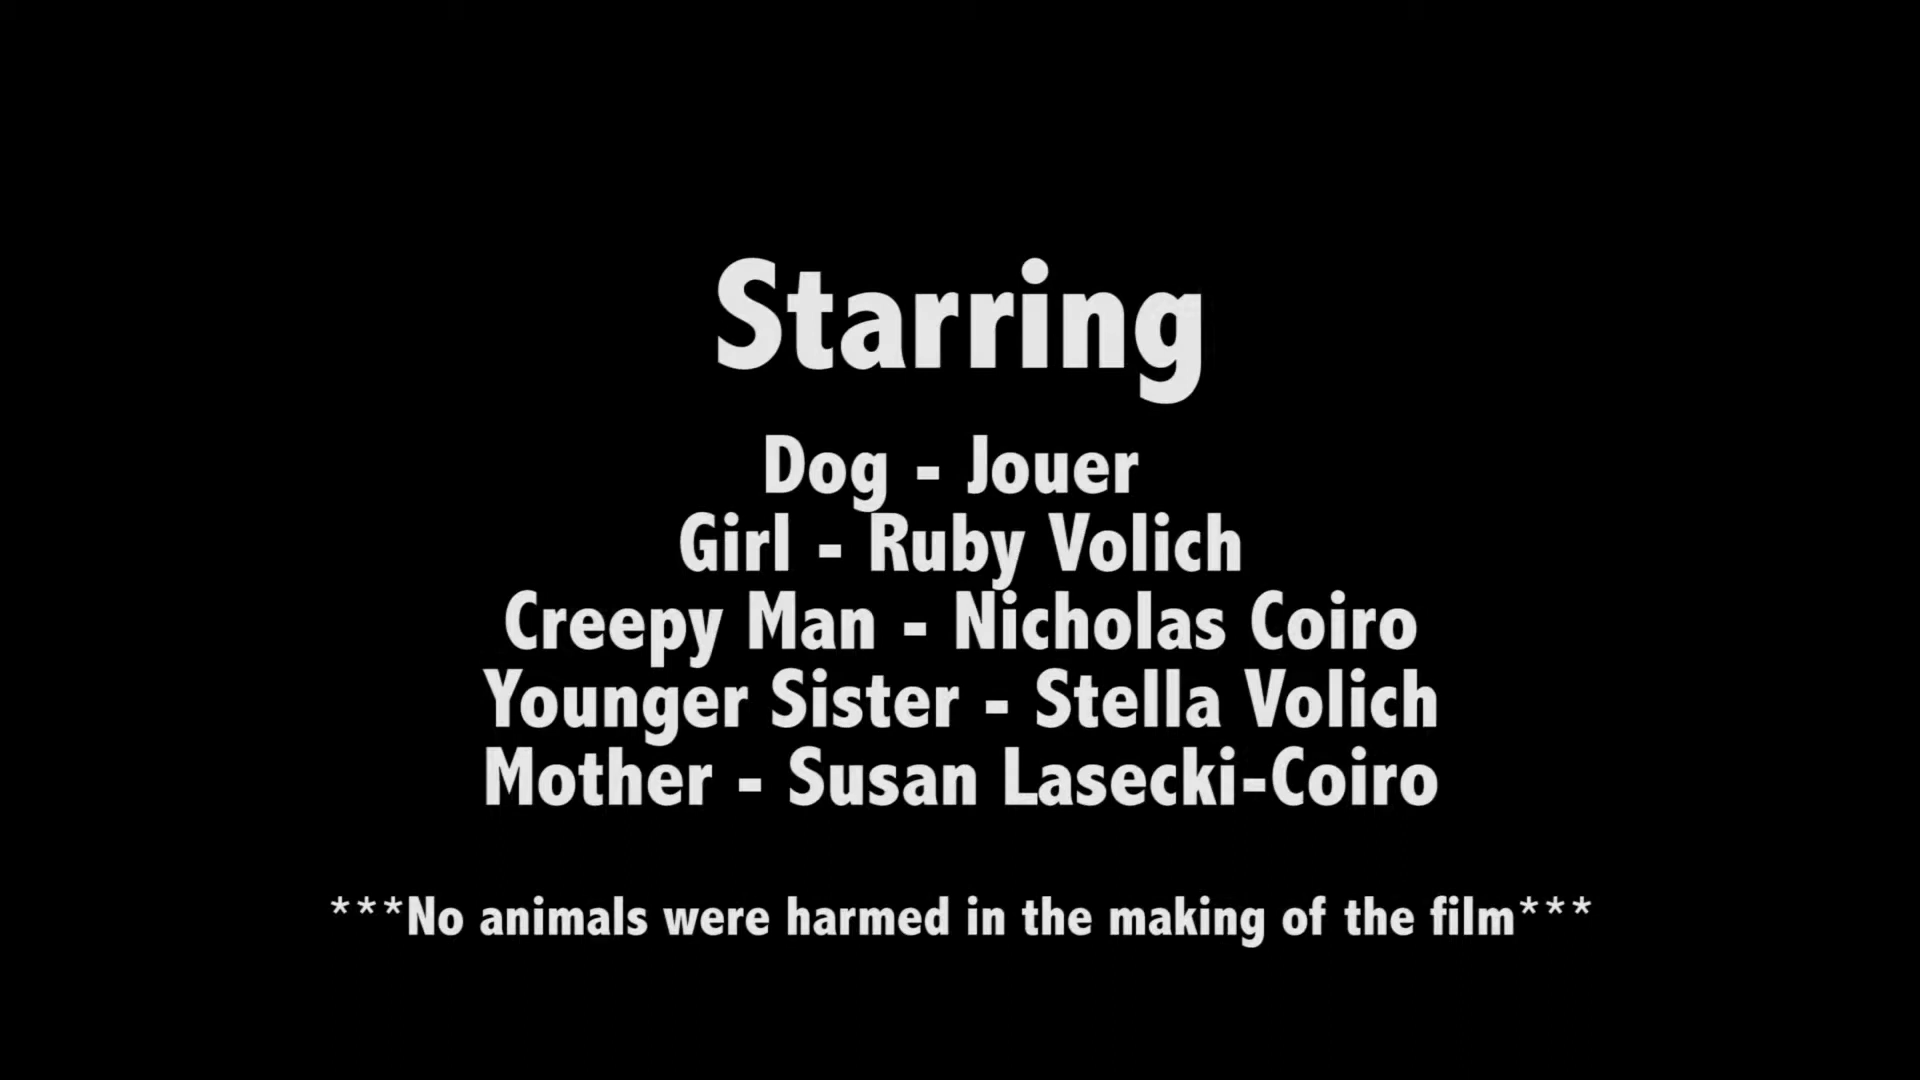 Starring
Dog - Jouer
Girl - Ruby Volich
Creepy Man - Nicholas Coiro
Younger Sister - Stella Volich
Mother - Susan Lasecki-Coiro
***No animals were harmed in the making of the film***